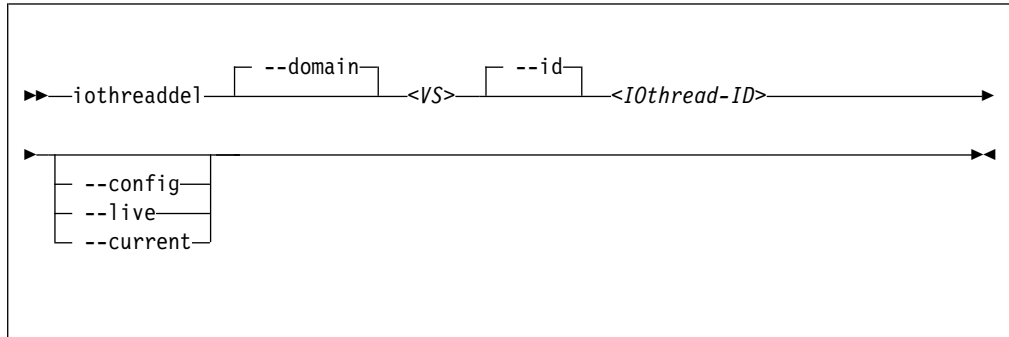 --domain --id
iothreaddel <VS> <IOthread-ID>
--config
--live
--current